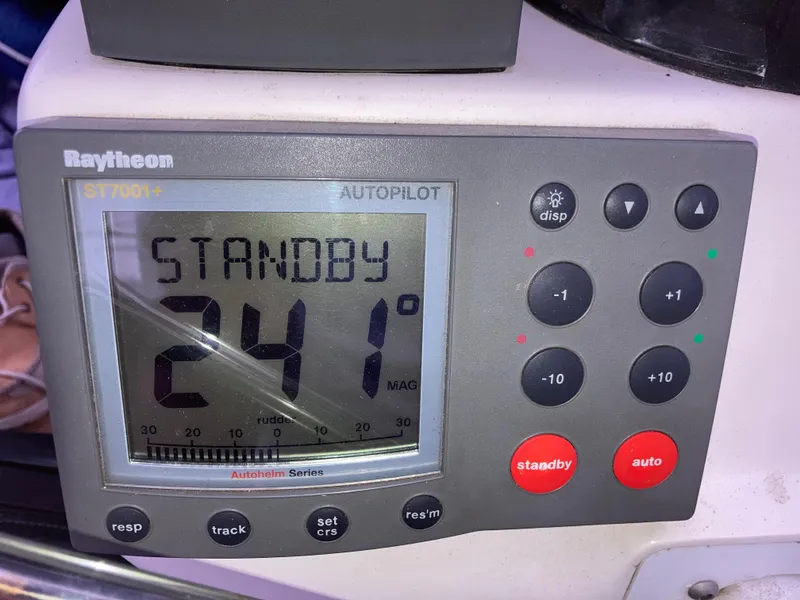 Raytheon
ST7001+ AUTOPILOT
STANDBY
241°
MAG
rudder
30 20 10 0 10 20 30
Autohelm Series
disp ▼ ▲
-1 +1
-10 +10
standby auto
resp track set crs res'm